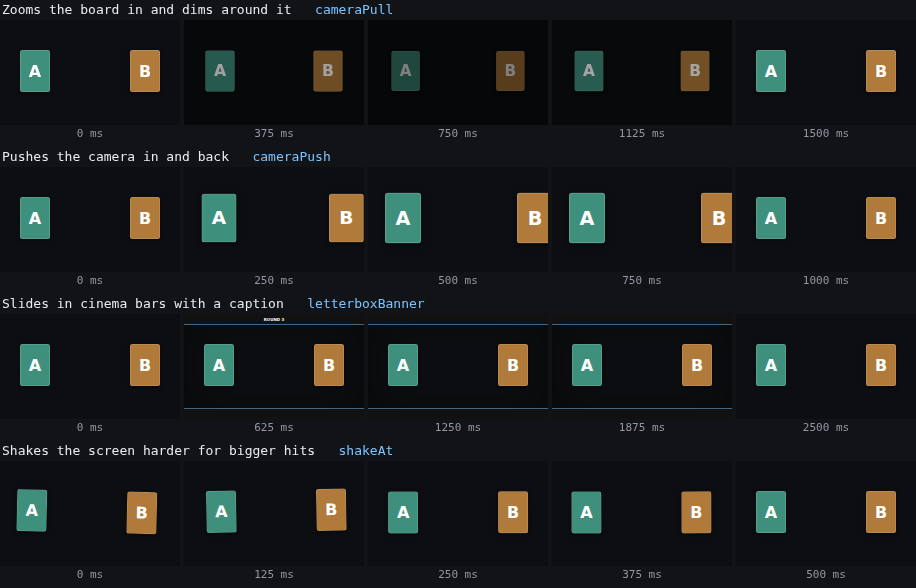 Zooms the board in and dims around it cameraPull
A B A B A B A B A B
0 ms 375 ms 750 ms 1125 ms 1500 ms
Pushes the camera in and back cameraPush
A B A B A B A B A B
0 ms 250 ms 500 ms 750 ms 1000 ms
Slides in cinema bars with a caption letterboxBanner
ROUND 3
A B A B A B A B A B
0 ms 625 ms 1250 ms 1875 ms 2500 ms
Shakes the screen harder for bigger hits shakeAt
A B A B A B A B A B
0 ms 125 ms 250 ms 375 ms 500 ms